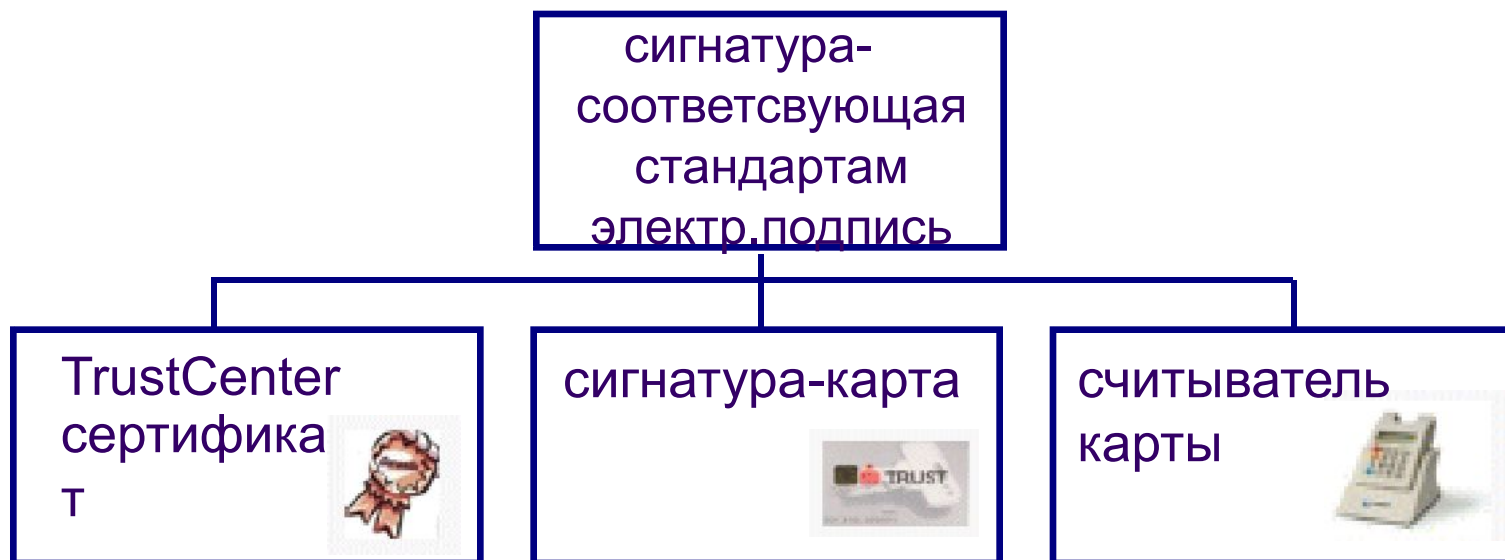 сигнатура-
соответсвующая
стандартам
электр.подпись
TrustCenter
сертифика
т
сигнатура-карта
TRUST
считыватель
карты